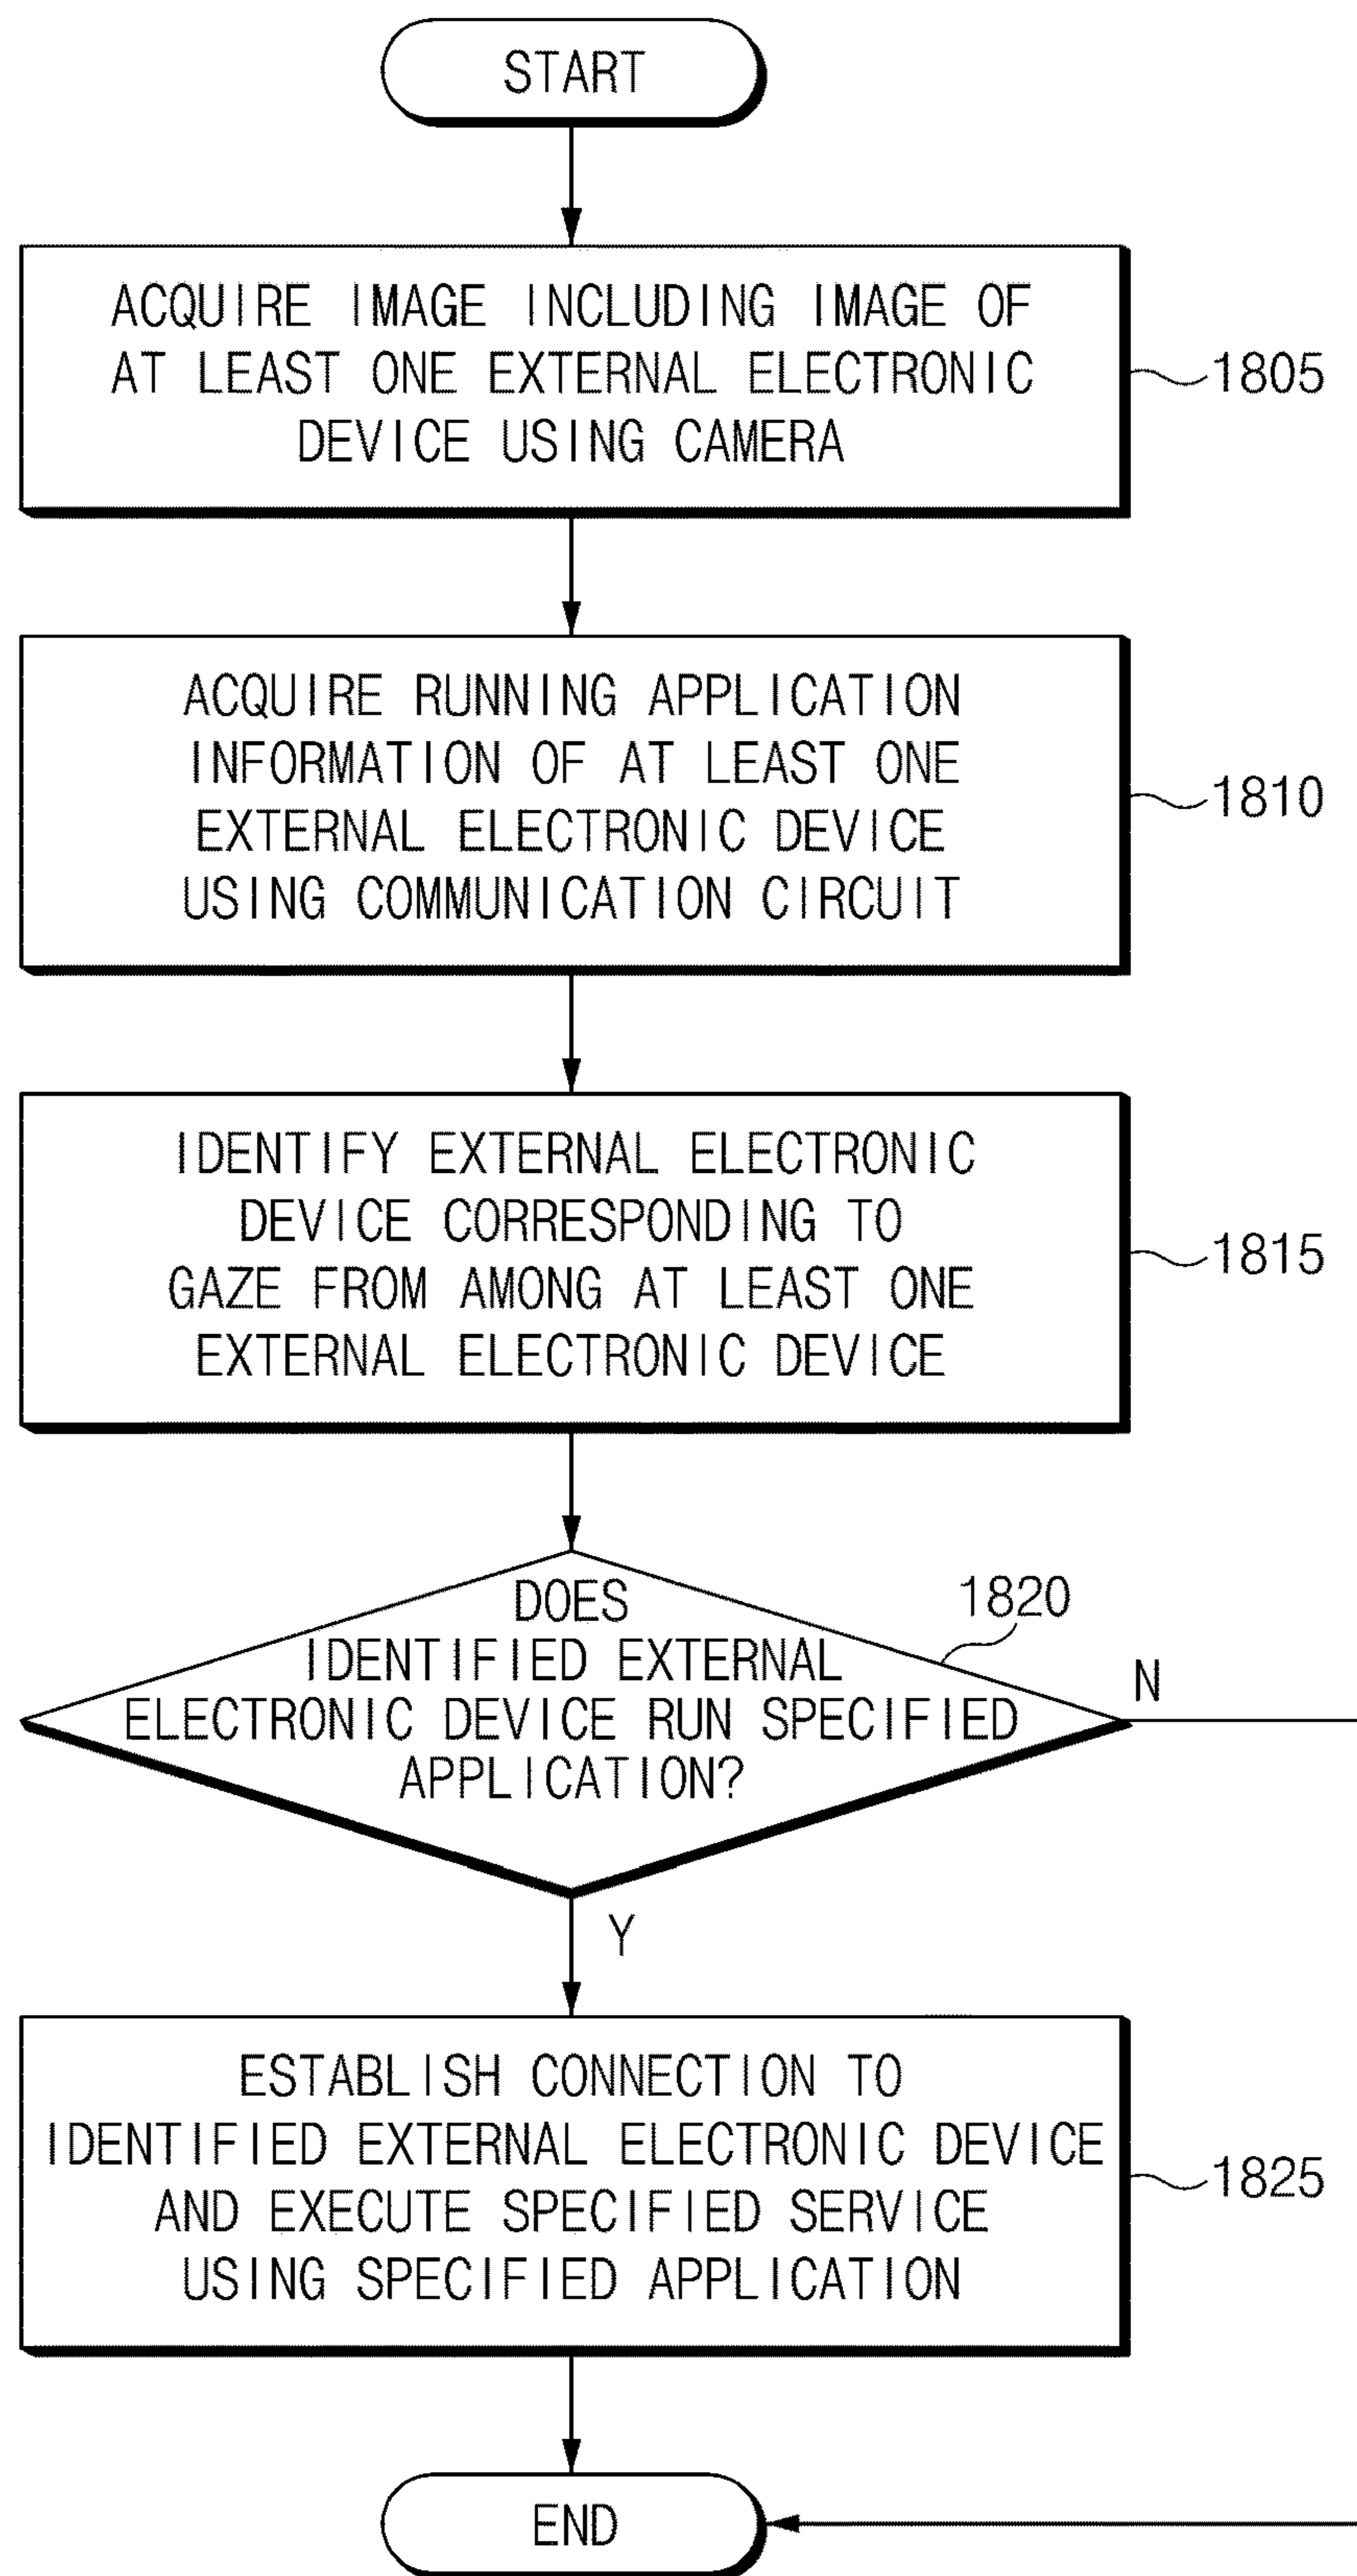 START
ACQUIRE IMAGE INCLUDING IMAGE OF
AT LEAST ONE EXTERNAL ELECTRONIC
DEVICE USING CAMERA
1805
ACQUIRE RUNNING APPLICATION
INFORMATION OF AT LEAST ONE
EXTERNAL ELECTRONIC DEVICE
USING COMMUNICATION CIRCUIT
1810
IDENTIFY EXTERNAL ELECTRONIC
DEVICE CORRESPONDING TO
GAZE FROM AMONG AT LEAST ONE
EXTERNAL ELECTRONIC DEVICE
1815
DOES
IDENTIFIED EXTERNAL
ELECTRONIC DEVICE RUN SPECIFIED
APPLICATION?
1820
N
Y
ESTABLISH CONNECTION TO
IDENTIFIED EXTERNAL ELECTRONIC DEVICE
AND EXECUTE SPECIFIED SERVICE
USING SPECIFIED APPLICATION
1825
END